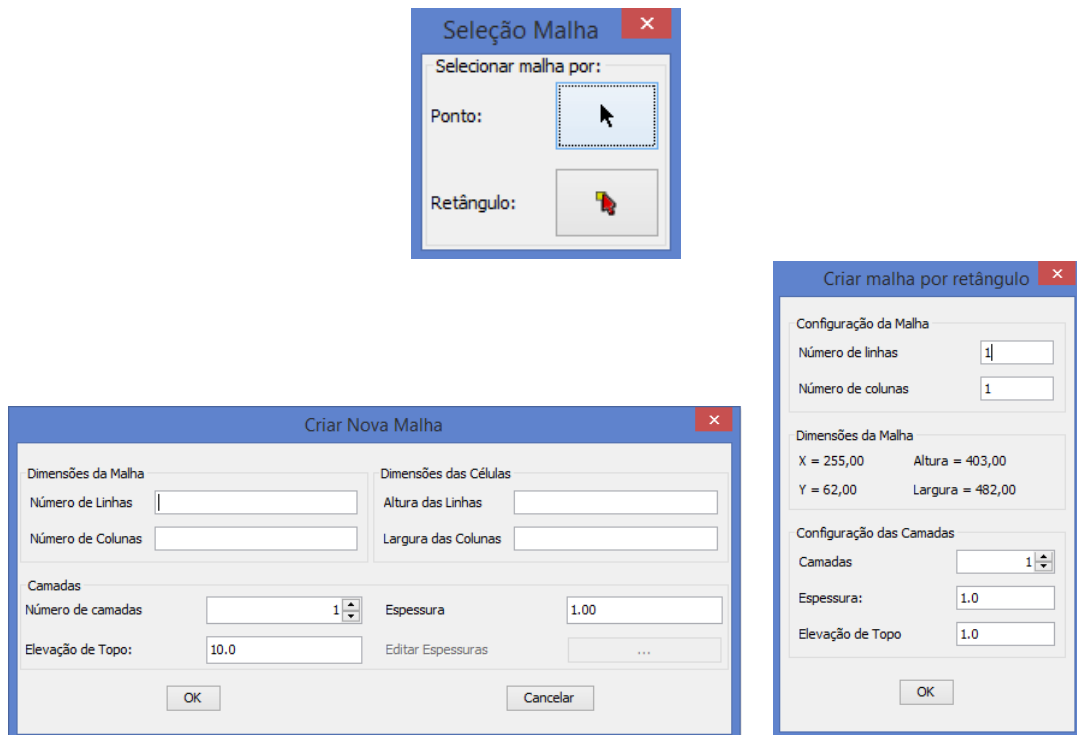 Seleção Malha
Selecionar malha por:
Ponto:
Retângulo:
Criar Nova Malha
Dimensões da Malha
Número de Linhas
Número de Colunas
Dimensões das Células
Altura das Linhas
Largura das Colunas
Camadas
Número de camadas 1 Espessura 1.00
Elevação de Topo: 10.0 Editar Espessuras ...
OK Cancelar
Criar malha por retângulo
Configuração da Malha
Número de linhas 1
Número de colunas 1
Dimensões da Malha
X = 255,00 Altura = 403,00
Y = 62,00 Largura = 482,00
Configuração das Camadas
Camadas 1
Espessura: 1.0
Elevação de Topo 1.0
OK